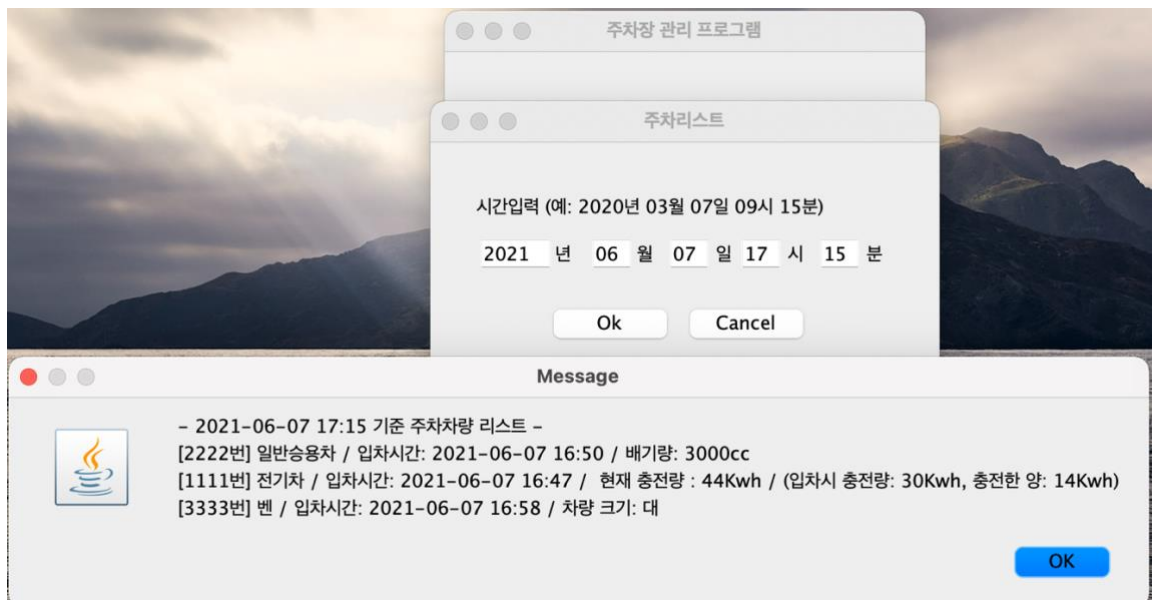 주차장 관리 프로그램
주차리스트
시간입력 (예: 2020년 03월 07일 09시 15분)
2021 년 06 월 07 일 17 시 15 분
Ok Cancel
Message
– 2021-06-07 17:15 기준 주차차량 리스트 –
[2222번] 일반승용차 / 입차시간: 2021-06-07 16:50 / 배기량: 3000cc
[1111번] 전기차 / 입차시간: 2021-06-07 16:47 / 현재 충전량 : 44Kwh / (입차시 충전량: 30Kwh, 충전한 양: 14Kwh)
[3333번] 벤 / 입차시간: 2021-06-07 16:58 / 차량 크기: 대
OK